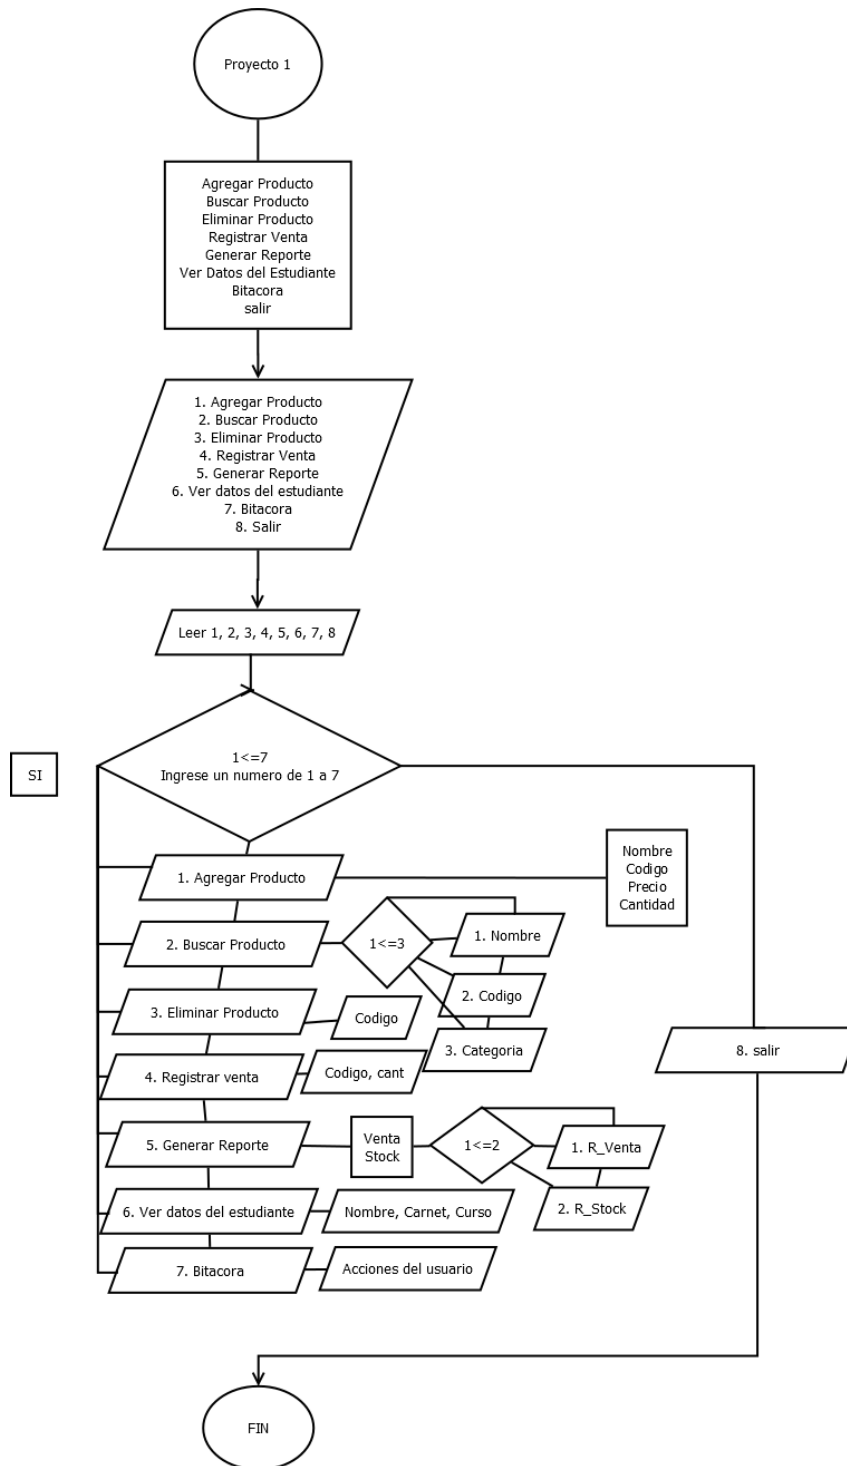 Proyecto 1
Agregar Producto
Buscar Producto
Eliminar Producto
Registrar Venta
Generar Reporte
Ver Datos del Estudiante
Bitacora
salir
1. Agregar Producto
2. Buscar Producto
3. Eliminar Producto
4. Registrar Venta
5. Generar Reporte
6. Ver datos del estudiante
7. Bitacora
8. Salir
Leer 1, 2, 3, 4, 5, 6, 7, 8
SI
1<=7
Ingrese un numero de 1 a 7
1. Agregar Producto
Nombre
Codigo
Precio
Cantidad
2. Buscar Producto
1<=3
1. Nombre
2. Codigo
3. Categoria
3. Eliminar Producto
Codigo
4. Registrar venta
Codigo, cant
8. salir
5. Generar Reporte
Venta
Stock
1<=2
1. R_Venta
2. R_Stock
6. Ver datos del estudiante
Nombre, Carnet, Curso
7. Bitacora
Acciones del usuario
FIN